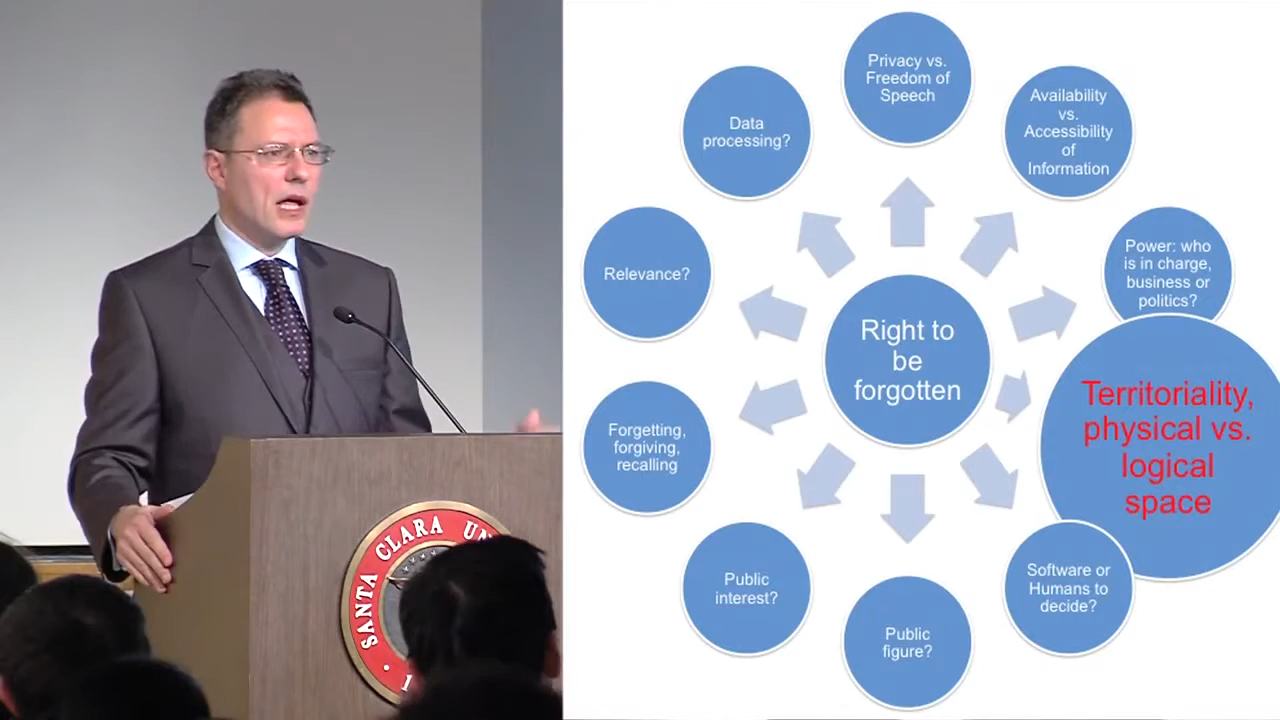 SANTA CLARA UN
1
Privacy vs.
Freedom of
Speech
Availability
vs.
Accessibility
of
Information
Power: who
is in charge,
business or
politics?
Territoriality,
physical vs.
logical
space
Software or
Humans to
decide?
Public
figure?
Public
interest?
Forgetting,
forgiving,
recalling
Relevance?
Data
processing?
Right to
be
forgotten